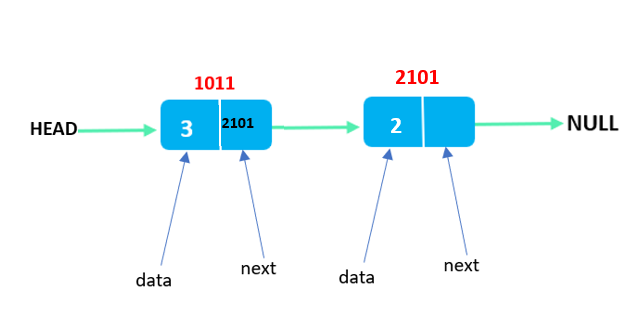 1011
2101
HEAD
3
2101
2
NULL
data
next
data
next